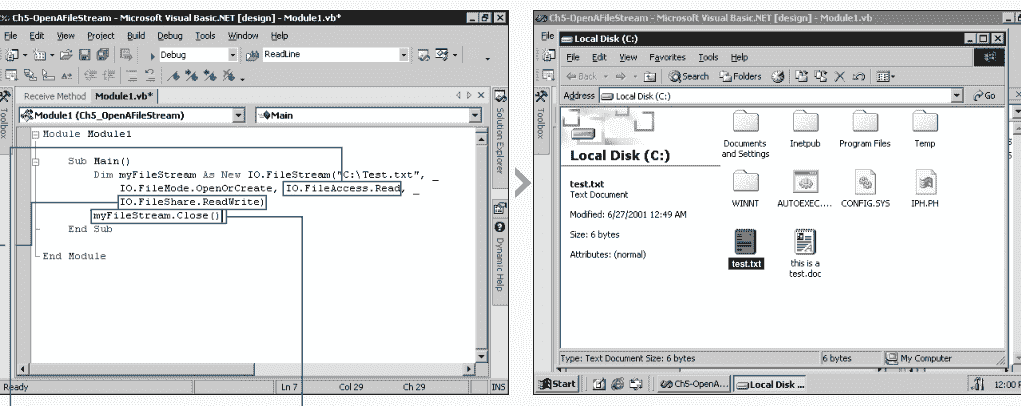 Ch5-OpenAFileStream - Microsoft Visual Basic.NET [design] - Module1.vb*
File Edit View Project Build Debug Tools Window Help
Debug ReadLine
Receive Method Module1.vb*
Module1 (Ch5_OpenAFileStream) Main
Toolbox
Solution Explorer
Dynamic Help
Module Module1
Sub Main()
Dim myFileStream As New IO.FileStream("C:\Test.txt", _
IO.FileMode.OpenOrCreate, IO.FileAccess.Read, _
IO.FileShare.ReadWrite)
myFileStream.Close()
End Sub
End Module
Ready Ln 7 Col 29 Ch 29 INS
Ch5-OpenAFileStream - Microsoft Visual Basic.NET [design] - Module1.vb
File
Local Disk (C:)
File Edit View Favorites Tools Help
Back Search Folders
Address Local Disk (C:) Go
Toolbox
Local Disk (C:)
test.txt
Text Document
Modified: 6/27/2001 12:49 AM
Size: 6 bytes
Attributes: (normal)
Documents and Settings
Inetpub
Program Files
Temp
WINNT
AUTOEXEC....
CONFIG.SYS
IPH.PH
test.txt
this is a
test.doc
Type: Text Document Size: 6 bytes 6 bytes My Computer
Start Ch5-OpenA... Local Disk ... 12:00